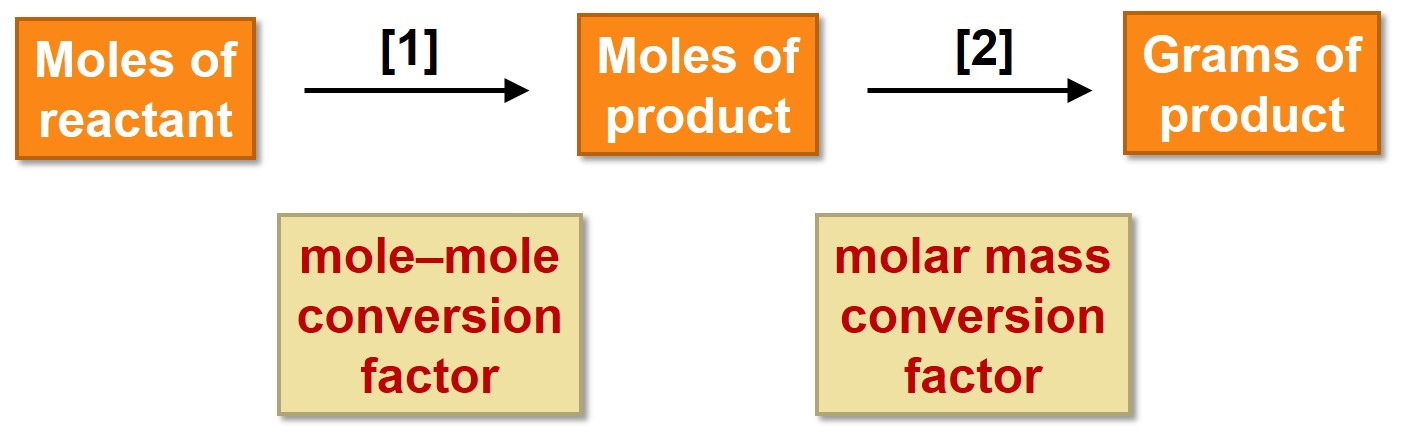 Moles of
reactant
[1]
Moles of
product
[2]
Grams of
product
mole–mole
conversion
factor
molar mass
conversion
factor